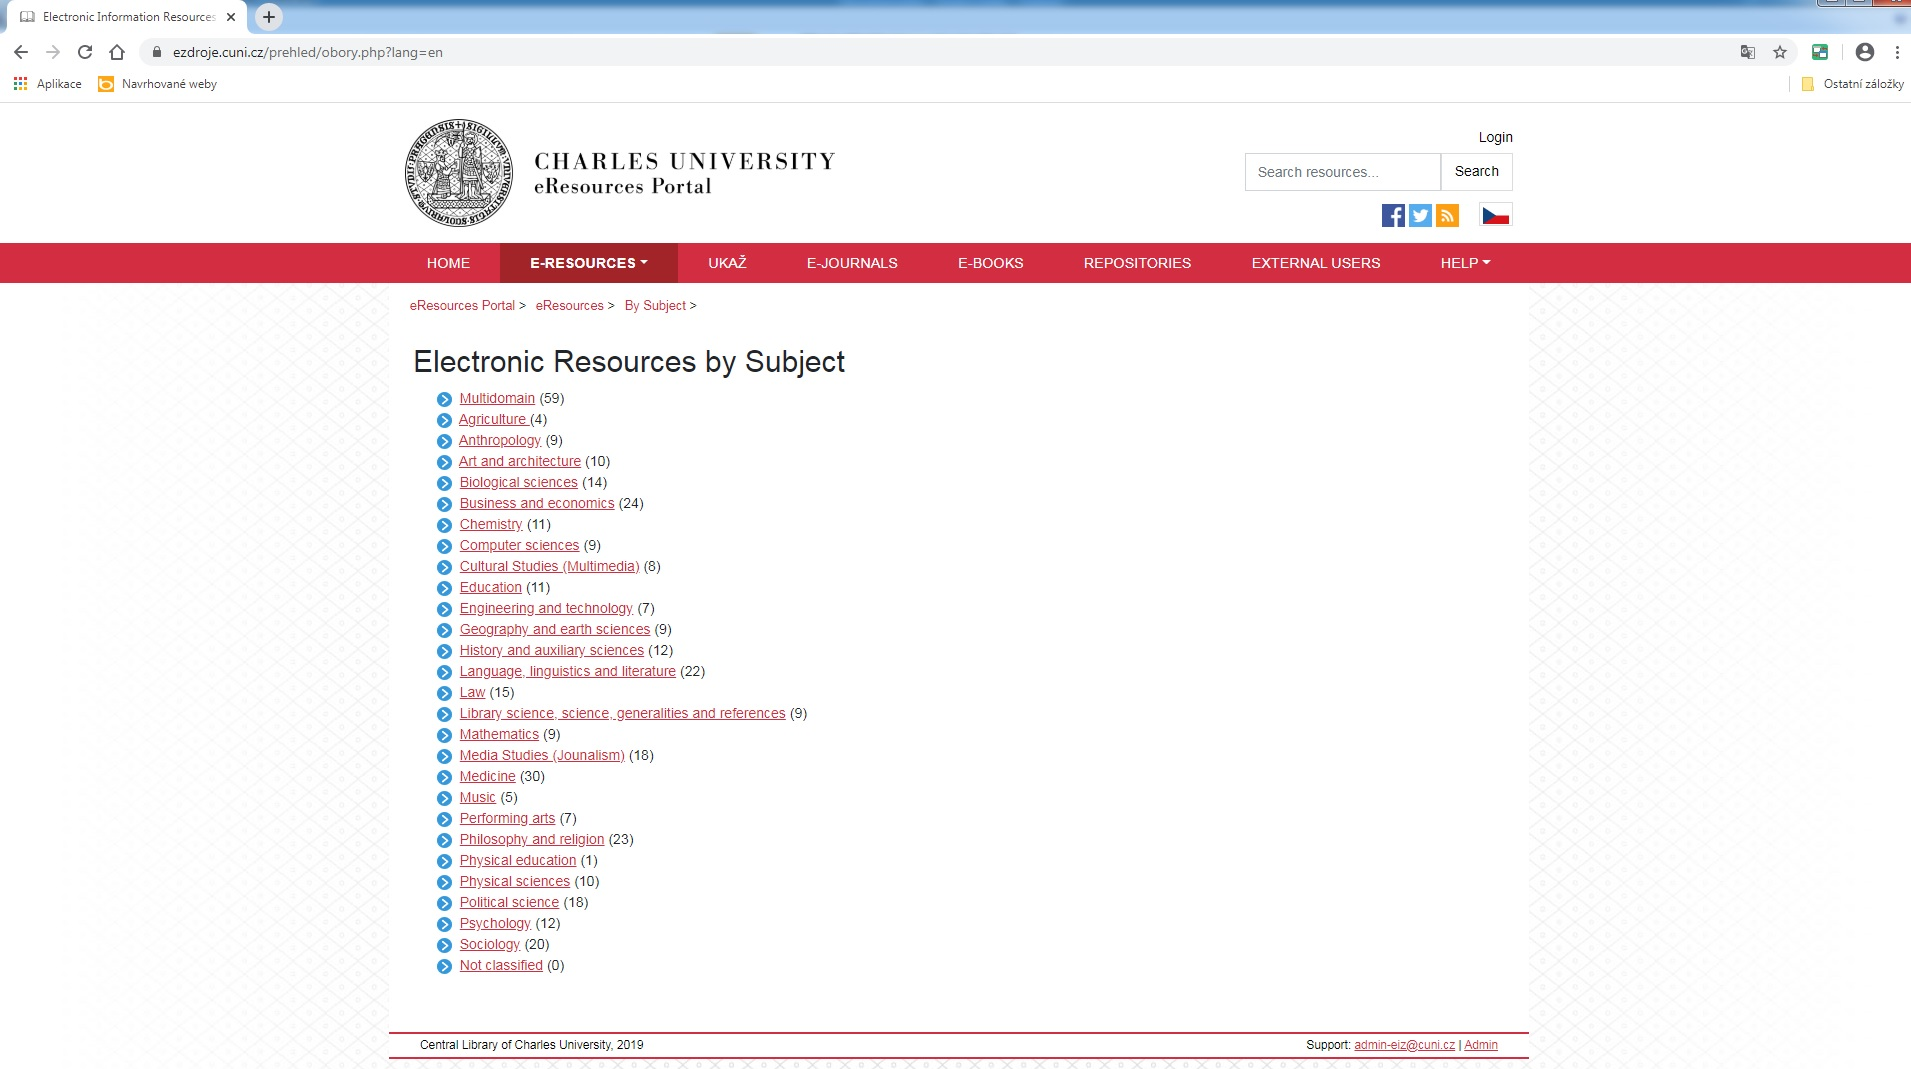 Electronic Information Resources
ezdroje.cuni.cz/prehled/obory.php?lang=en
Aplikace
Navrhované weby
Ostatní záložky
CHARLES UNIVERSITY
eResources Portal
Login
Search resources...
Search
HOME
E-RESOURCES
UKAŽ
E-JOURNALS
E-BOOKS
REPOSITORIES
EXTERNAL USERS
HELP
eResources Portal > eResources > By Subject >
Electronic Resources by Subject
Multidomain (59)
Agriculture (4)
Anthropology (9)
Art and architecture (10)
Biological sciences (14)
Business and economics (24)
Chemistry (11)
Computer sciences (9)
Cultural Studies (Multimedia) (8)
Education (11)
Engineering and technology (7)
Geography and earth sciences (9)
History and auxiliary sciences (12)
Language, linguistics and literature (22)
Law (15)
Library science, science, generalities and references (9)
Mathematics (9)
Media Studies (Jounalism) (18)
Medicine (30)
Music (5)
Performing arts (7)
Philosophy and religion (23)
Physical education (1)
Physical sciences (10)
Political science (18)
Psychology (12)
Sociology (20)
Not classified (0)
Central Library of Charles University, 2019
Support: admin-eiz@cuni.cz | Admin